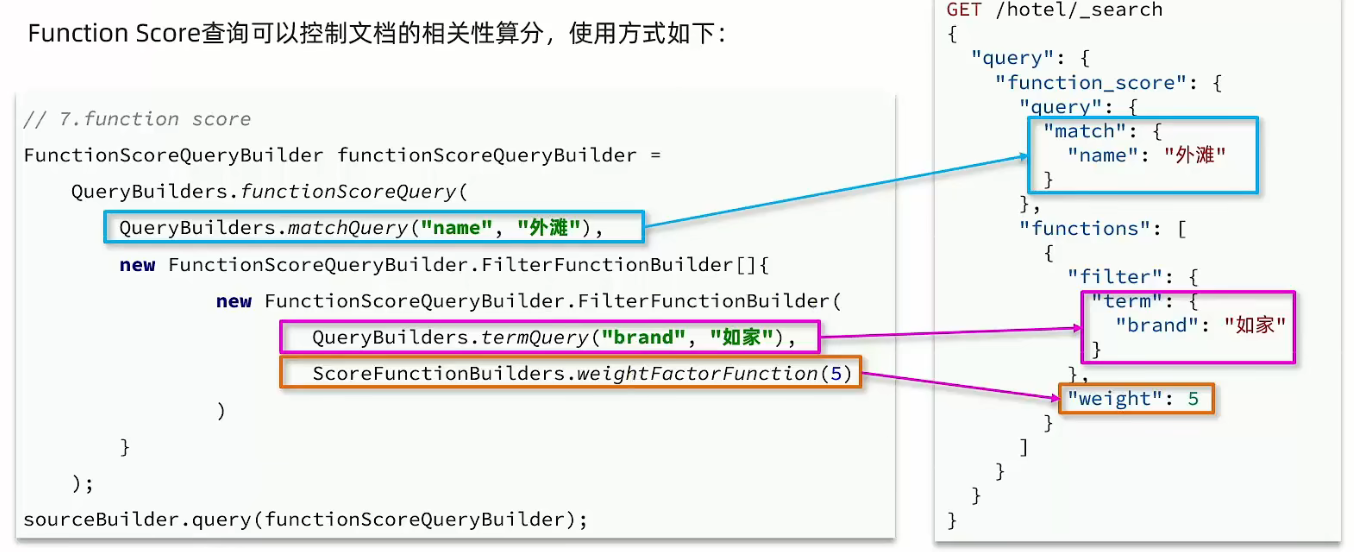 Function Score查询可以控制文档的相关性算分，使用方式如下：
// 7.function score
FunctionScoreQueryBuilder functionScoreQueryBuilder =
    QueryBuilders.functionScoreQuery(
        QueryBuilders.matchQuery("name", "外滩"),
        new FunctionScoreQueryBuilder.FilterFunctionBuilder[]{
                new FunctionScoreQueryBuilder.FilterFunctionBuilder(
                        QueryBuilders.termQuery("brand", "如家"),
                        ScoreFunctionBuilders.weightFactorFunction(5)
                )
        }
    );
sourceBuilder.query(functionScoreQueryBuilder);
GET /hotel/_search
{
  "query": {
    "function_score": {
      "query": {
        "match": {
          "name": "外滩"
        }
      },
      "functions": [
        {
          "filter": {
            "term": {
              "brand": "如家"
            }
          },
          "weight": 5
        }
      ]
    }
  }
}